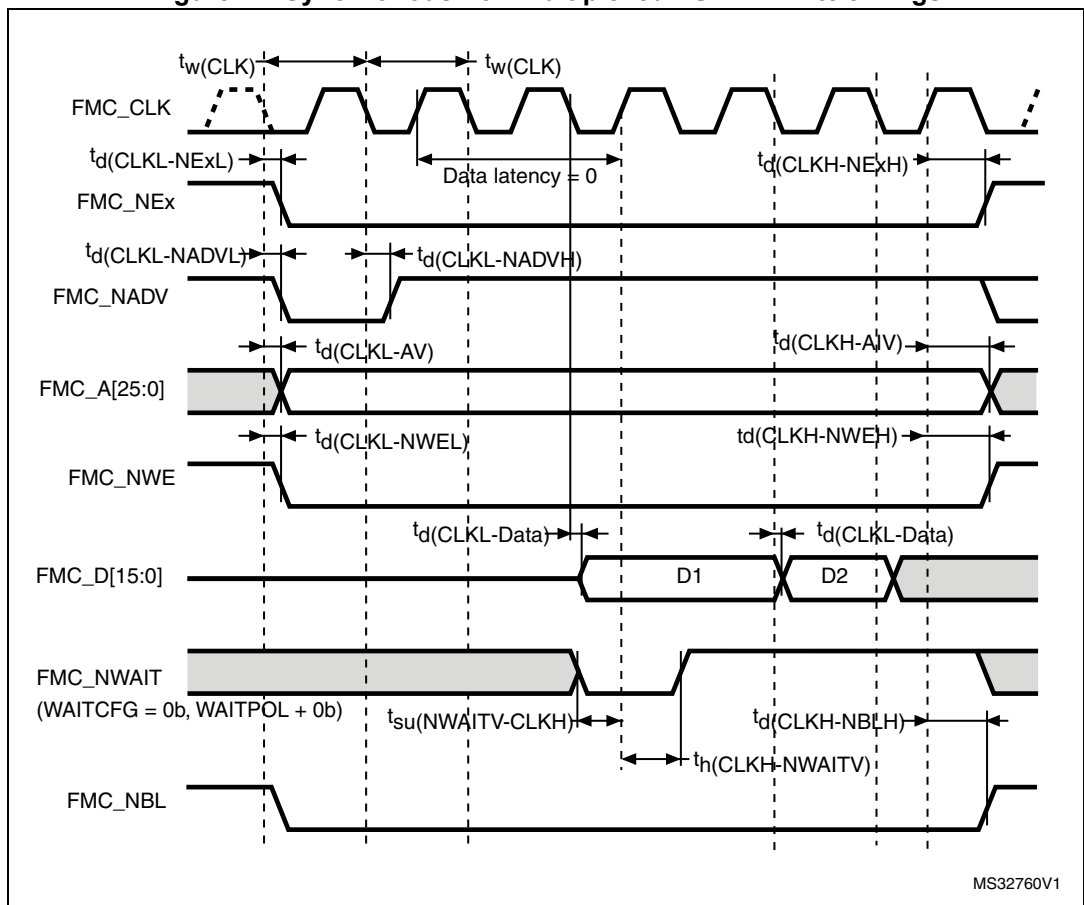 tw(CLK) tw(CLK)
FMC_CLK
td(CLKL-NExL) Data latency = 0 td(CLKH-NExH)
FMC_NEx
td(CLKL-NADVL) td(CLKL-NADVH)
FMC_NADV
td(CLKL-AV) td(CLKH-AIV)
FMC_A[25:0]
td(CLKL-NWEL) td(CLKH-NWEH)
FMC_NWE
td(CLKL-Data) td(CLKL-Data)
FMC_D[15:0] D1 D2
FMC_NWAIT
(WAITCFG = 0b, WAITPOL + 0b)
tsu(NWAITV-CLKH) td(CLKH-NBLH)
th(CLKH-NWAITV)
FMC_NBL
MS32760V1